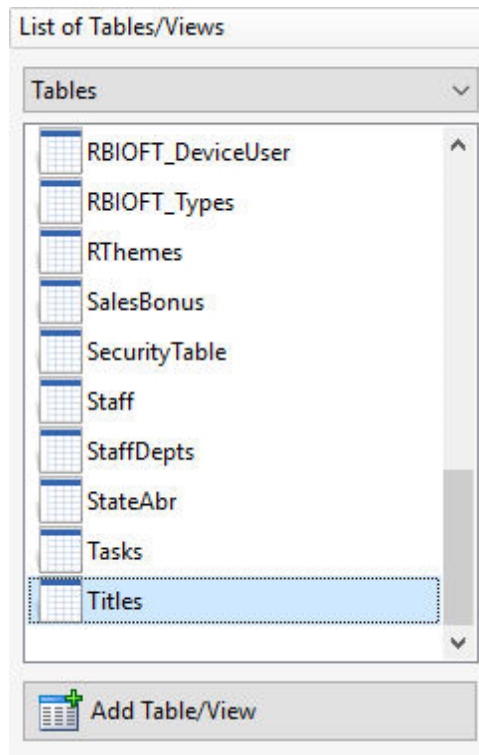 List of Tables/Views
Tables
RBIOFT_DeviceUser
RBIOFT_Types
RThemes
SalesBonus
SecurityTable
Staff
StaffDepts
StateAbr
Tasks
Titles
Add Table/View